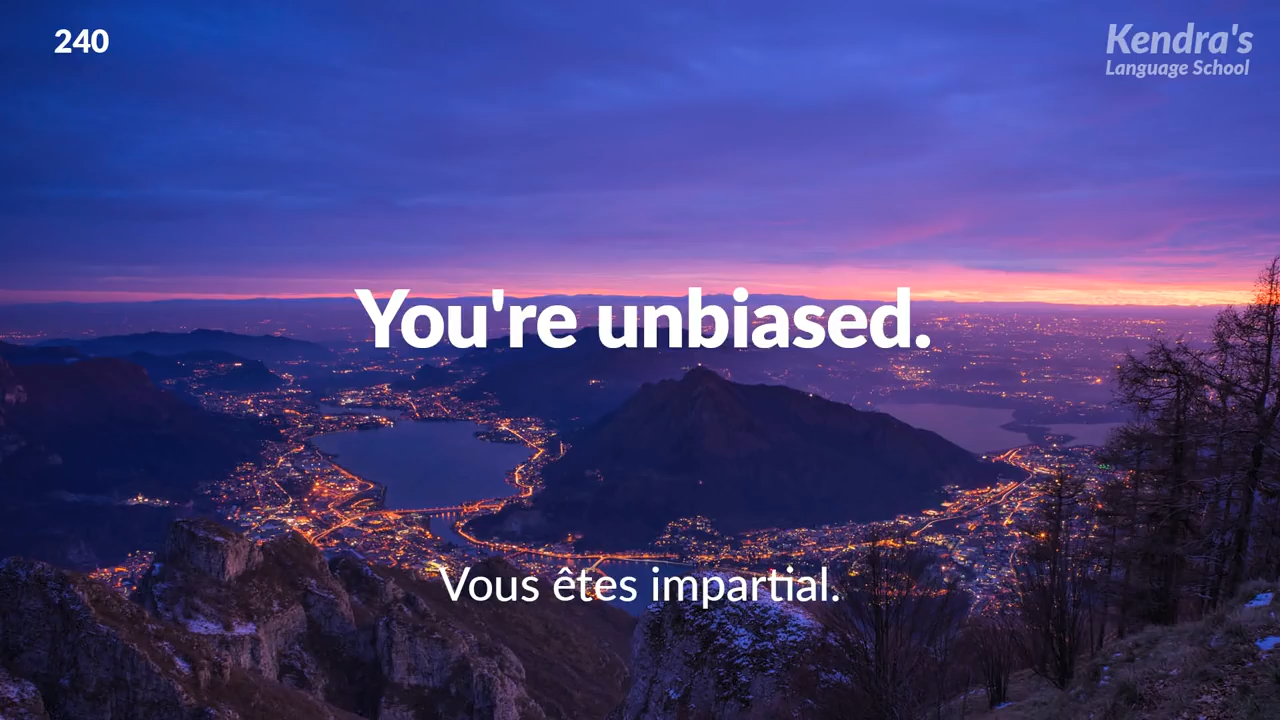 240
Kendra's
Language School
You're unbiased.
Vous êtes impartial.